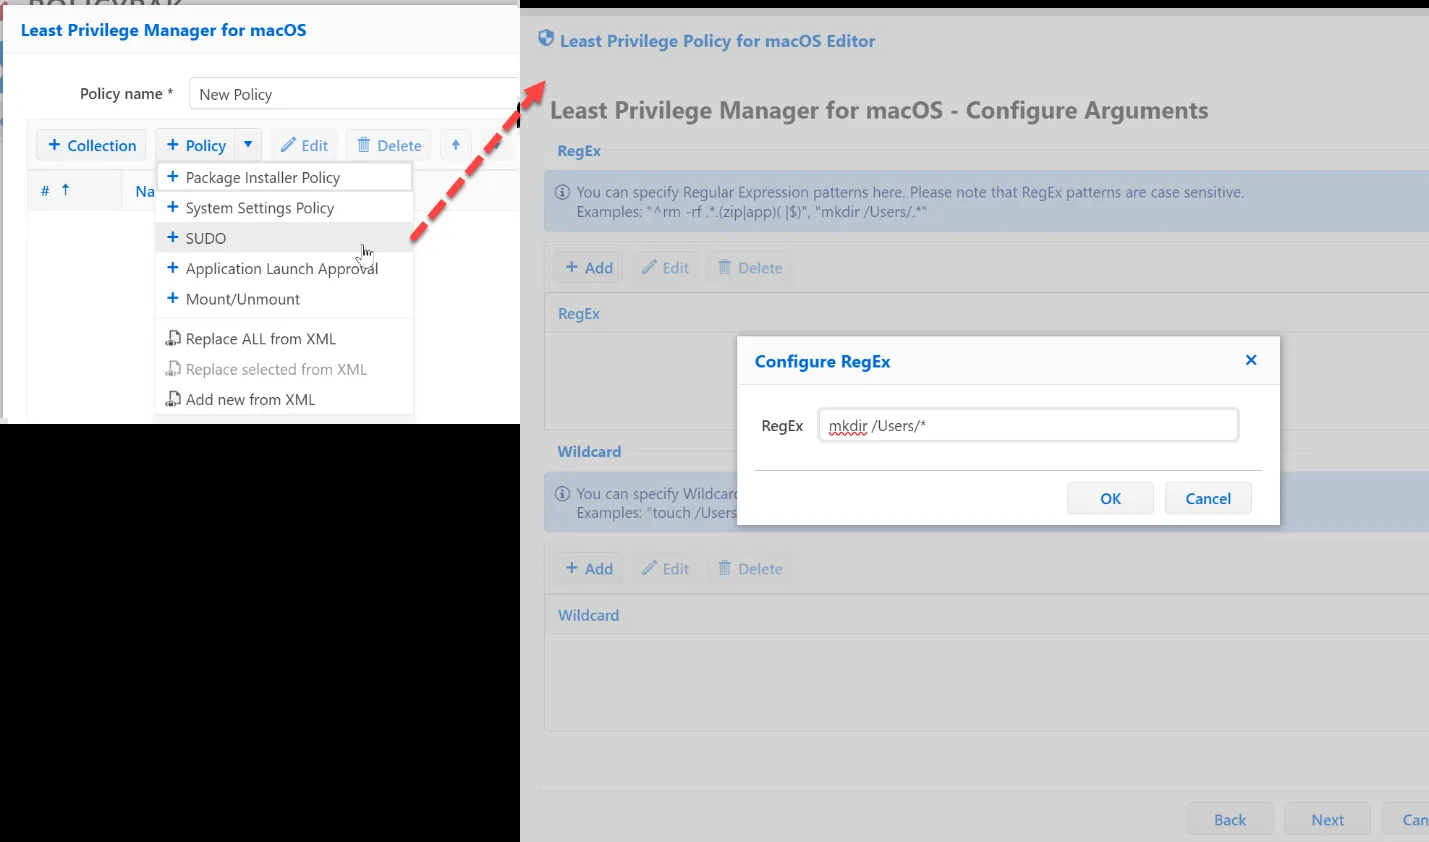 Least Privilege Manager for macOS
Policy name *
New Policy
+ Collection
+ Policy
Edit
Delete
# ↑
Na
+ Package Installer Policy
+ System Settings Policy
+ SUDO
+ Application Launch Approval
+ Mount/Unmount
Replace ALL from XML
Replace selected from XML
Add new from XML
Least Privilege Policy for macOS Editor
Least Privilege Manager for macOS - Configure Arguments
RegEx
You can specify Regular Expression patterns here. Please note that RegEx patterns are case sensitive.
Examples: "^rm -rf .*.(zip|app)( |$)", "mkdir /Users/.*"
+ Add
Edit
Delete
RegEx
Configure RegEx
RegEx
mkdir /Users/*
OK
Cancel
Wildcard
You can specify Wildcard
Examples: "touch /Users
+ Add
Edit
Delete
Wildcard
Back
Next
Can